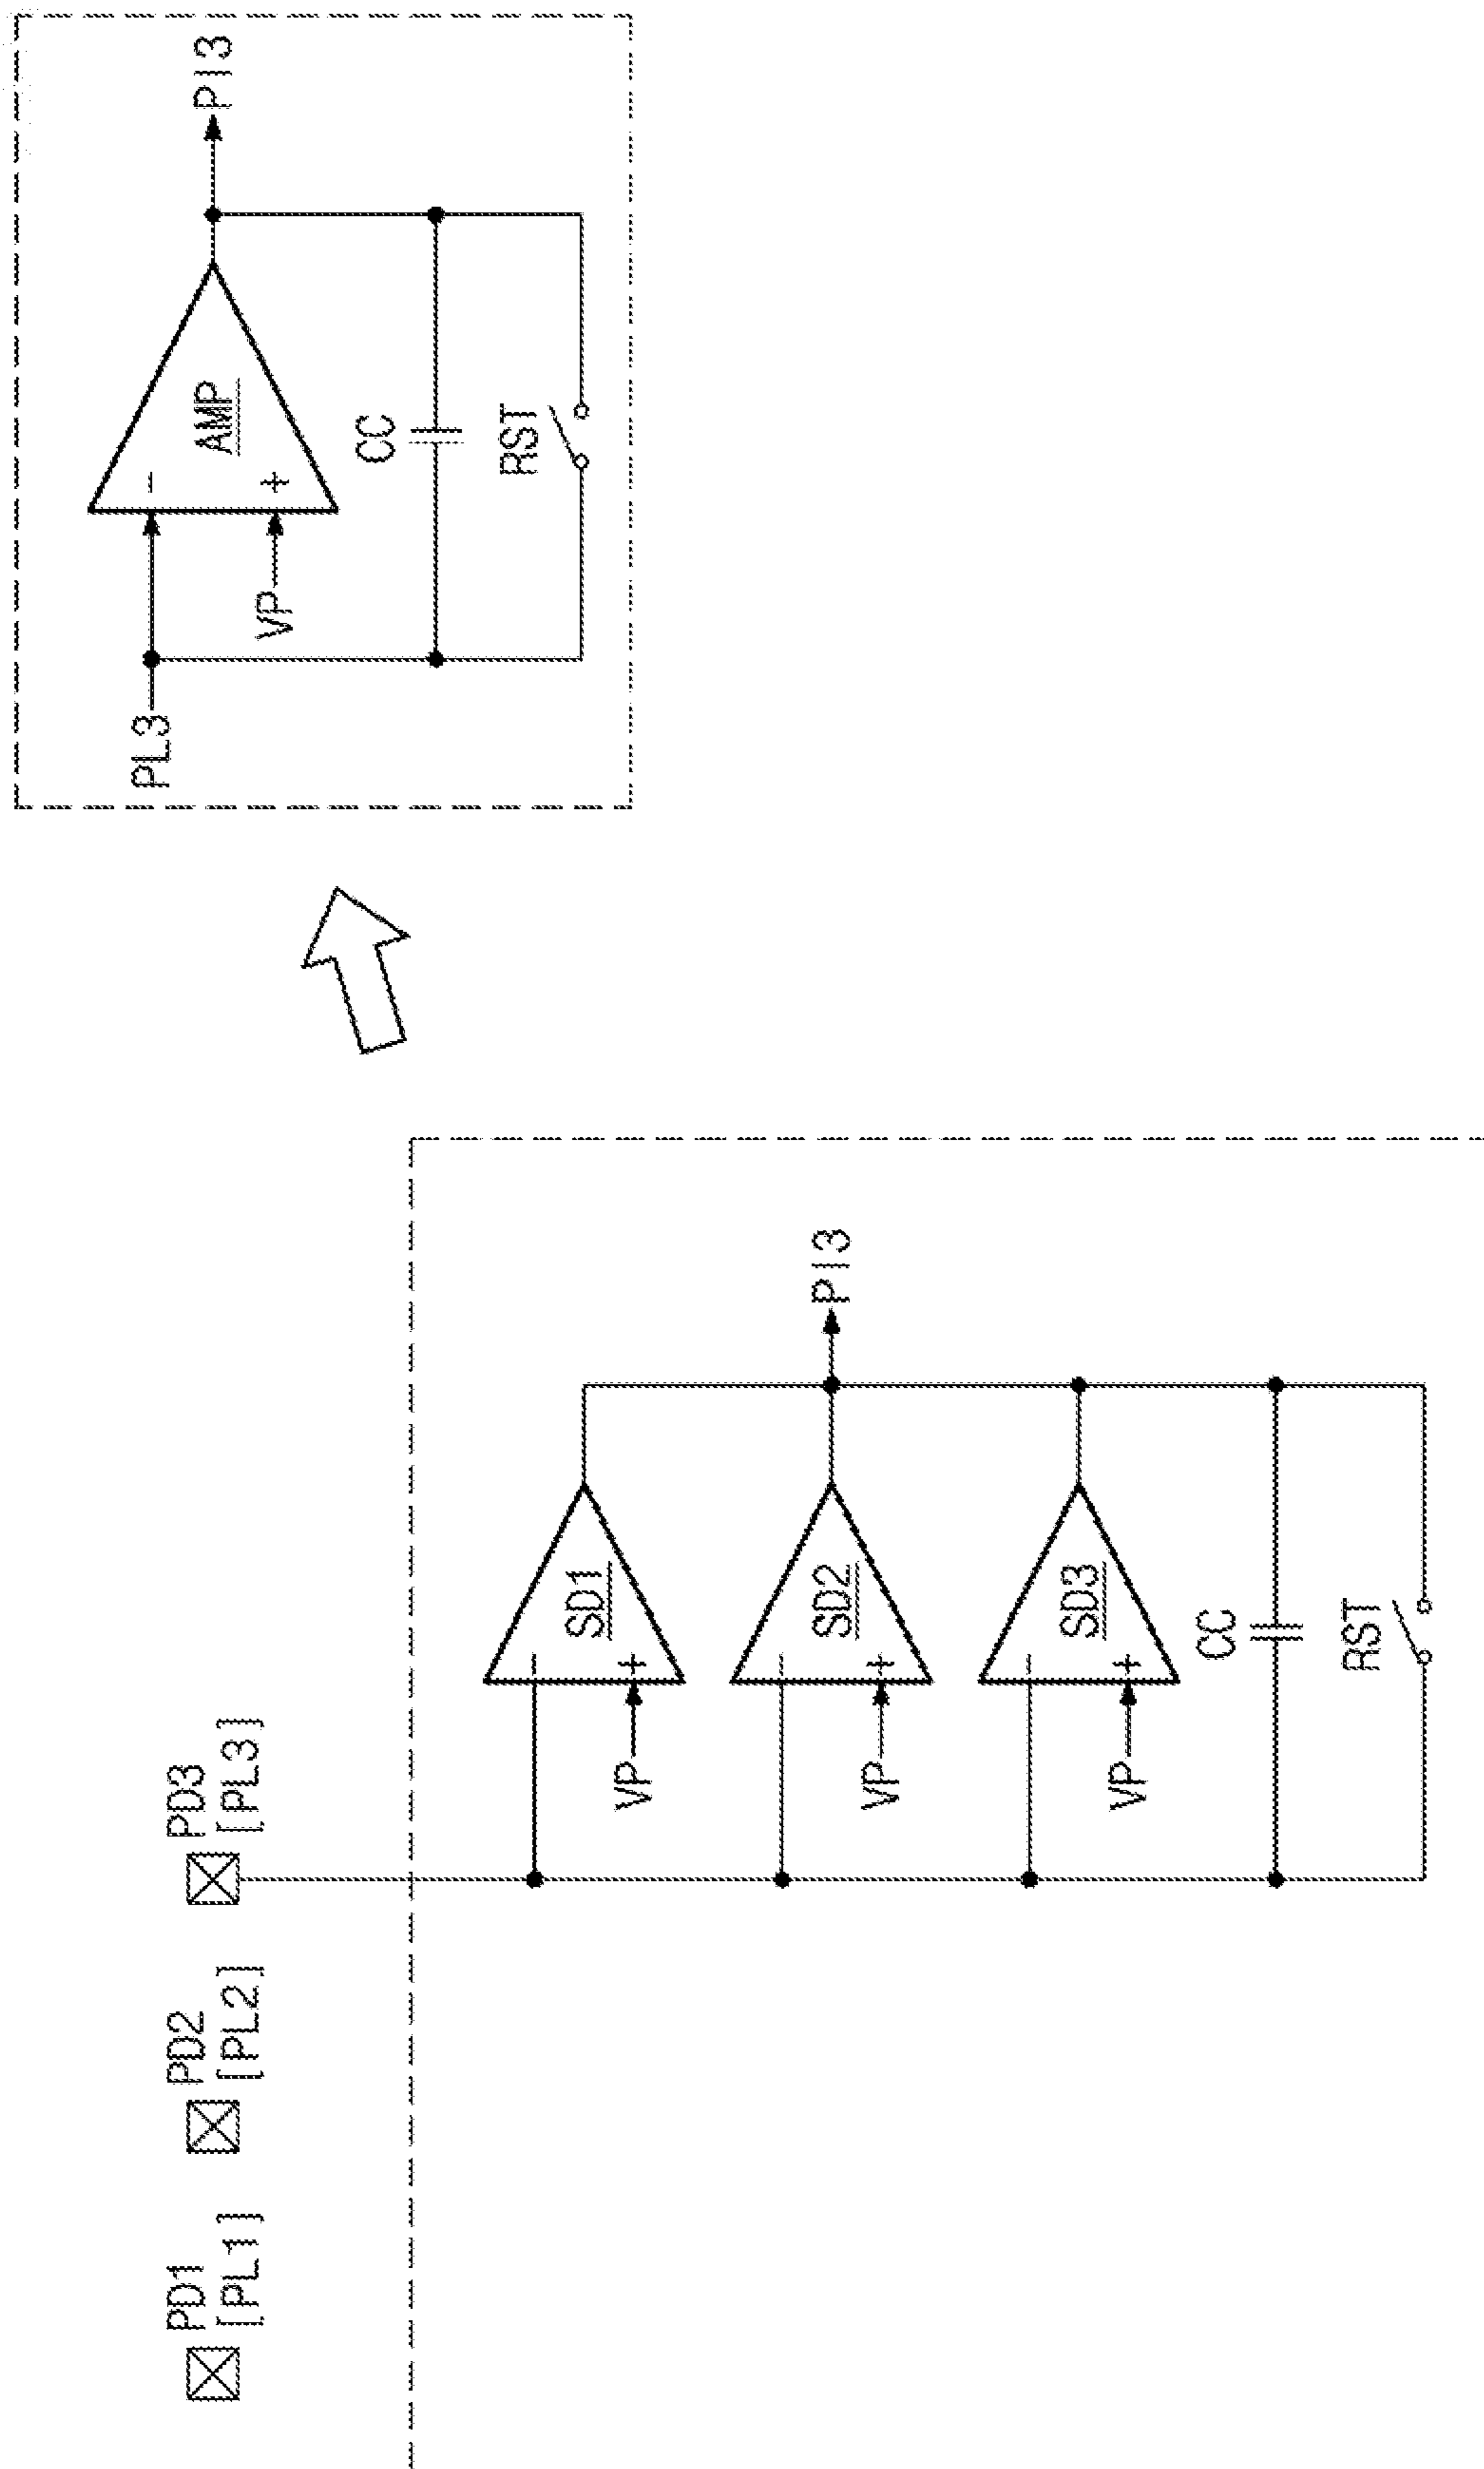 PD1
[PL1]
PD2
[PL2]
PD3
[PL3]
SD1
-
+
VP
SD2
-
+
VP
SD3
-
+
VP
CC
RST
PI3
PL3
-
+
AMP
VP
CC
RST
PI3